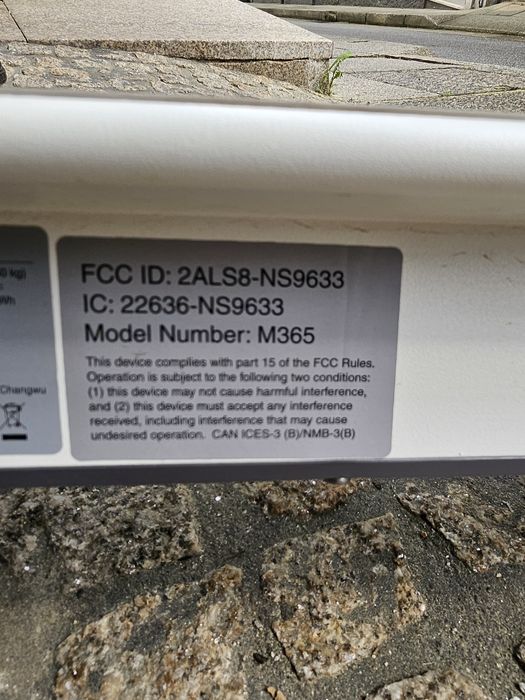 kg)
Wh
Changwu
FCC ID: 2ALS8-NS9633
IC: 22636-NS9633
Model Number: M365
This device complies with part 15 of the FCC Rules.
Operation is subject to the following two conditions:
(1) this device may not cause harmful interference,
and (2) this device must accept any interference
received, including interference that may cause
undesired operation. CAN ICES-3 (B)/NMB-3(B)